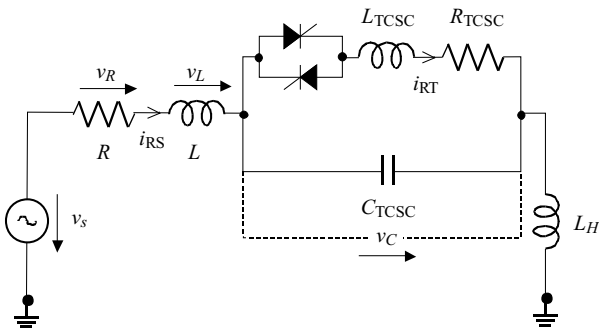 L_TCSC
R_TCSC
v_R
v_L
i_RT
i_RS
R
L
C_TCSC
v_s
v_C
L_H